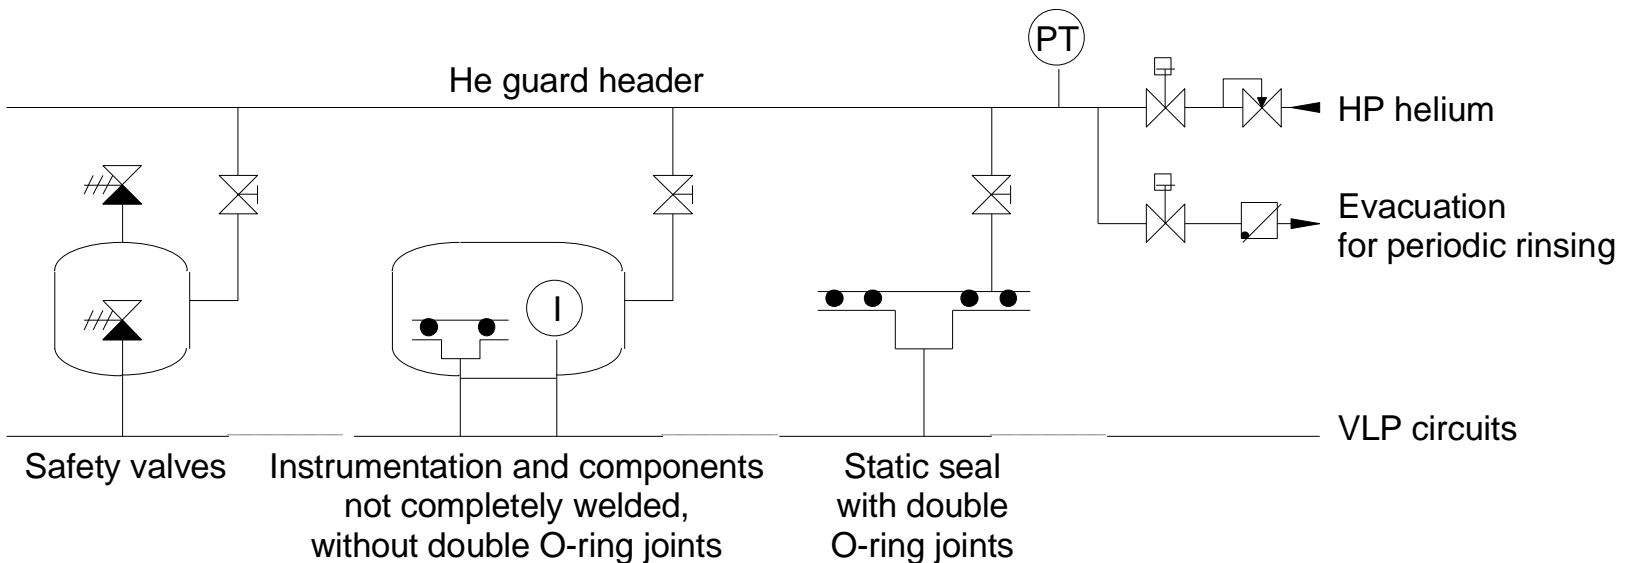 PT
He guard header
HP helium
Evacuation
for periodic rinsing
I
VLP circuits
Safety valves
Instrumentation and components
not completely welded,
without double O-ring joints
Static seal
with double
O-ring joints